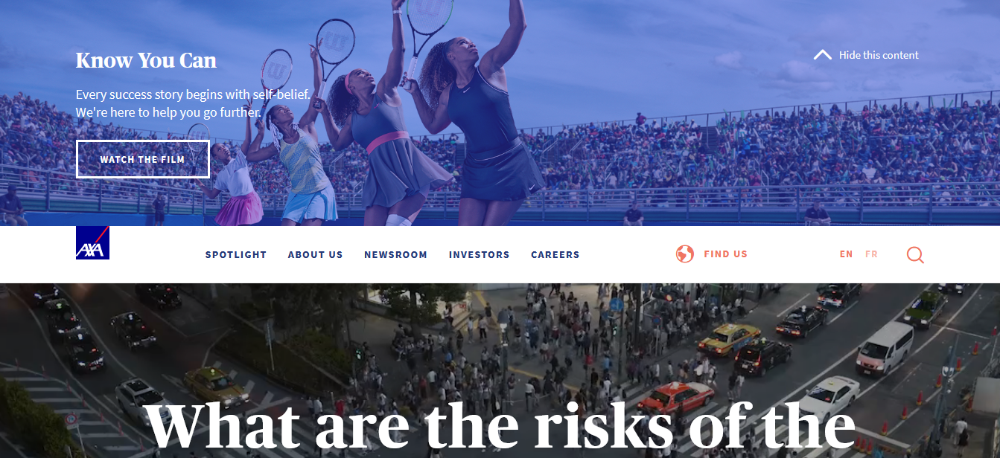 Know You Can
Hide this content
Every success story begins with self-belief.
We're here to help you go further.
WATCH THE FILM
AXA
SPOTLIGHT ABOUT US NEWSROOM INVESTORS CAREERS FIND US EN FR
What are the risks of the